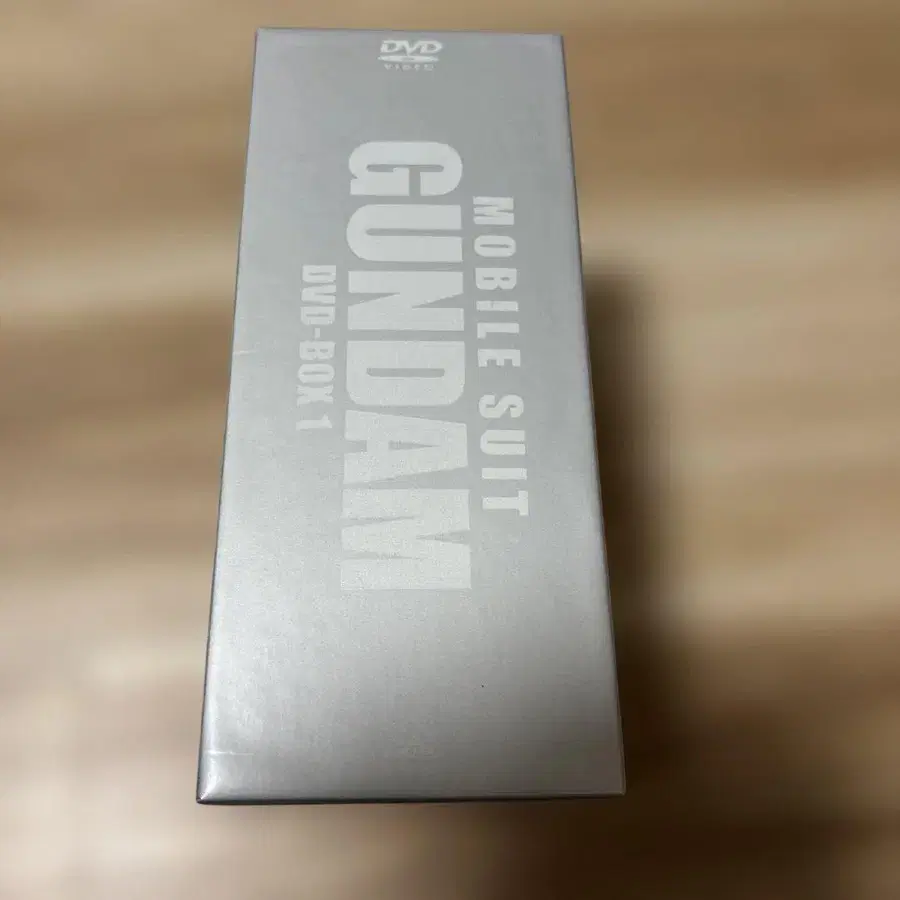 DVD
VIDEO
MOBILE SUIT
GUNDAM
DVD-BOX 1